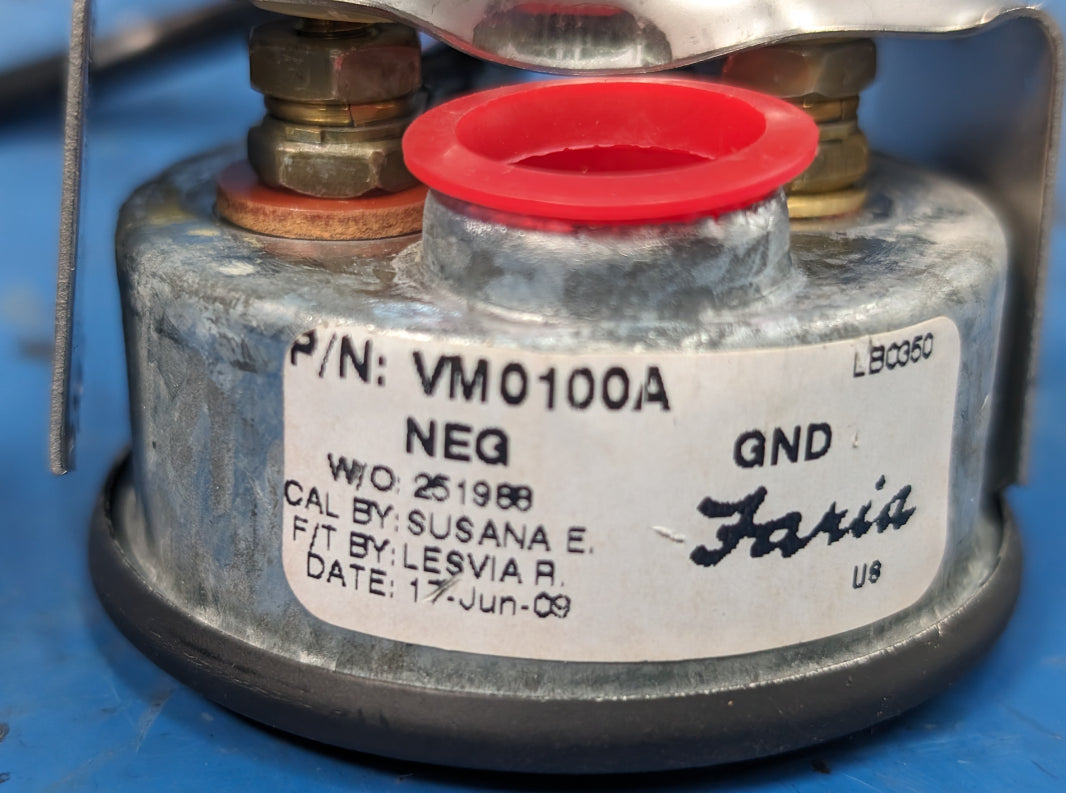 P/N: VM0100A
LB0350
NEG
GND
W/O: 251988
CAL BY: SUSANA E.
F/T BY: LESVIA R.
DATE: 17-Jun-09
Faria
US